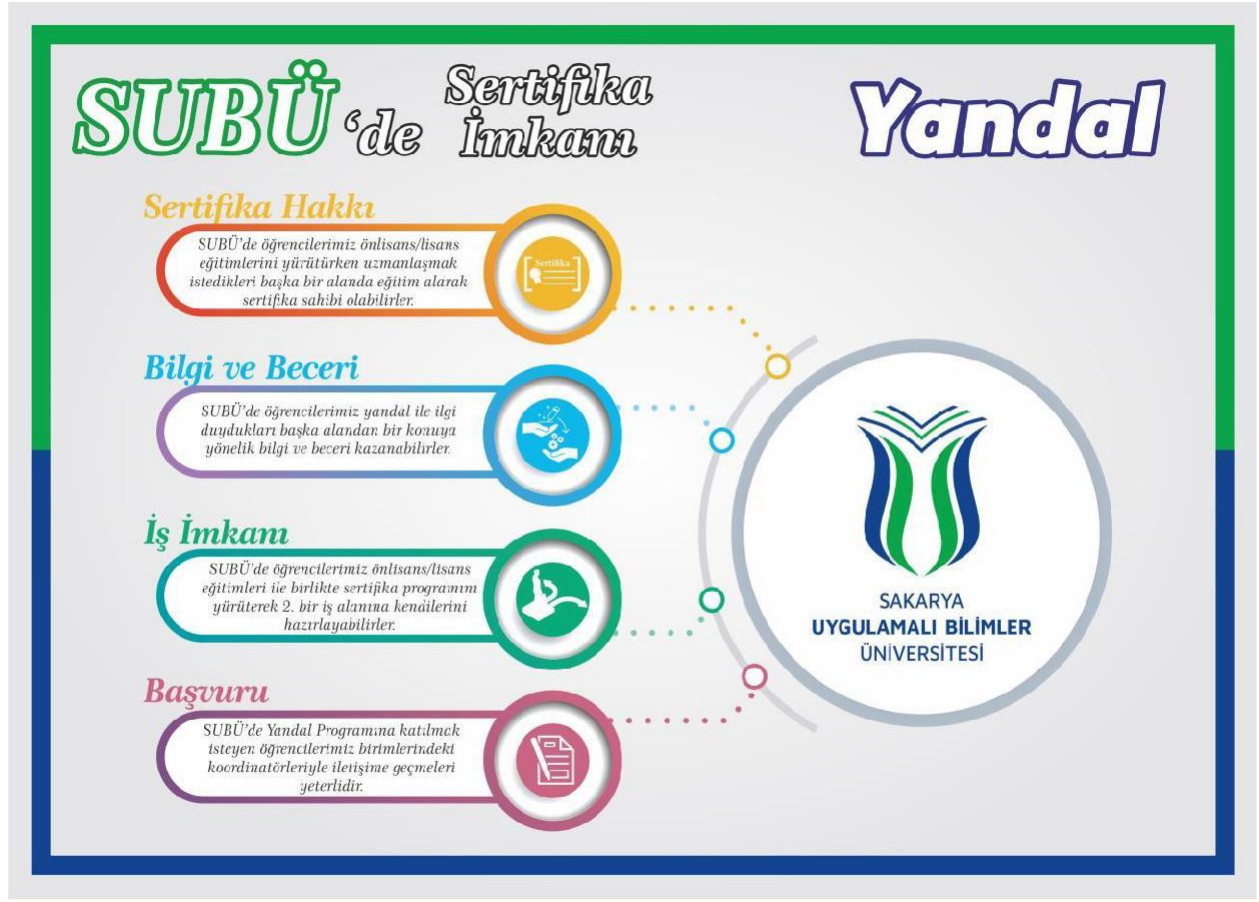 SUBÜ'de Sertifika İmkanı
Yandal
Sertifika Hakkı
SUBÜ'de öğrencilerimiz önlisans/lisans
eğitimlerini yürütürken uzmanlaşmak
istedikleri başka bir alanda eğitim alarak
sertifika sahibi olabilirler.
Sertifika
Bilgi ve Beceri
SUBÜ'de öğrencilerimiz yandal ile ilgi
duydukları başka alandan bir konuya
yönelik bilgi ve beceri kazanabilirler.
İş İmkanı
SUBÜ'de öğrencilerimiz önlisans/lisans
eğitimleri ile birlikte sertifika programını
yürüterek 2. bir iş alanına kendilerini
hazırlayabilirler.
Başvuru
SUBÜ'de Yandal Programına katılmak
isteyen öğrencilerimiz birimlerindeki
koordinatörleriyle iletişime geçmeleri
yeterlidir.
SAKARYA
UYGULAMALI BİLİMLER
ÜNİVERSİTESİ